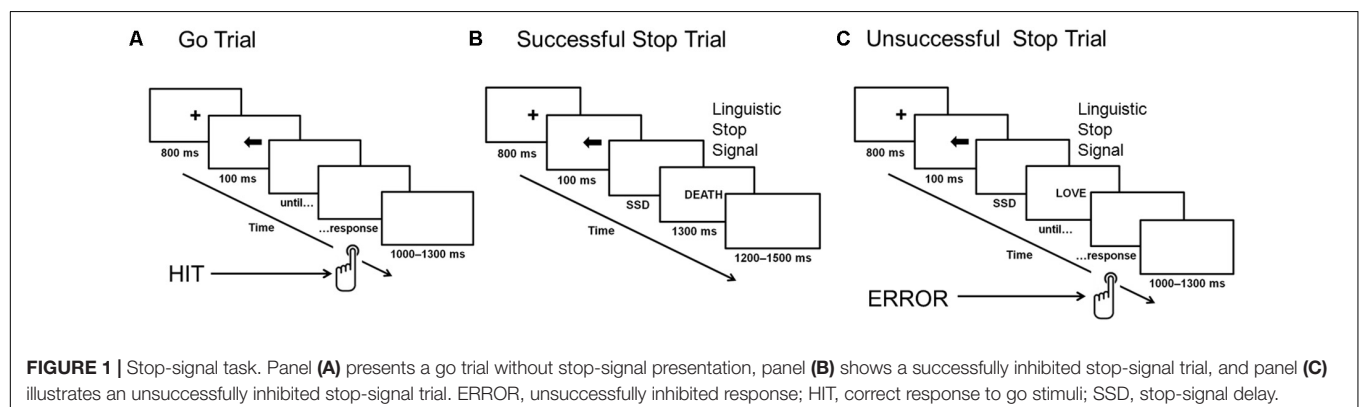 A Go Trial
+
800 ms
100 ms
until...
...response
1000–1300 ms
Time
HIT
B Successful Stop Trial
Linguistic
Stop
Signal
+
800 ms
100 ms
SSD
DEATH
1300 ms
1200–1500 ms
Time
C Unsuccessful Stop Trial
Linguistic
Stop
Signal
+
800 ms
100 ms
SSD
LOVE
until...
...response
1000–1300 ms
Time
ERROR
FIGURE 1 | Stop-signal task. Panel (A) presents a go trial without stop-signal presentation, panel (B) shows a successfully inhibited stop-signal trial, and panel (C)
illustrates an unsuccessfully inhibited stop-signal trial. ERROR, unsuccessfully inhibited response; HIT, correct response to go stimuli; SSD, stop-signal delay.